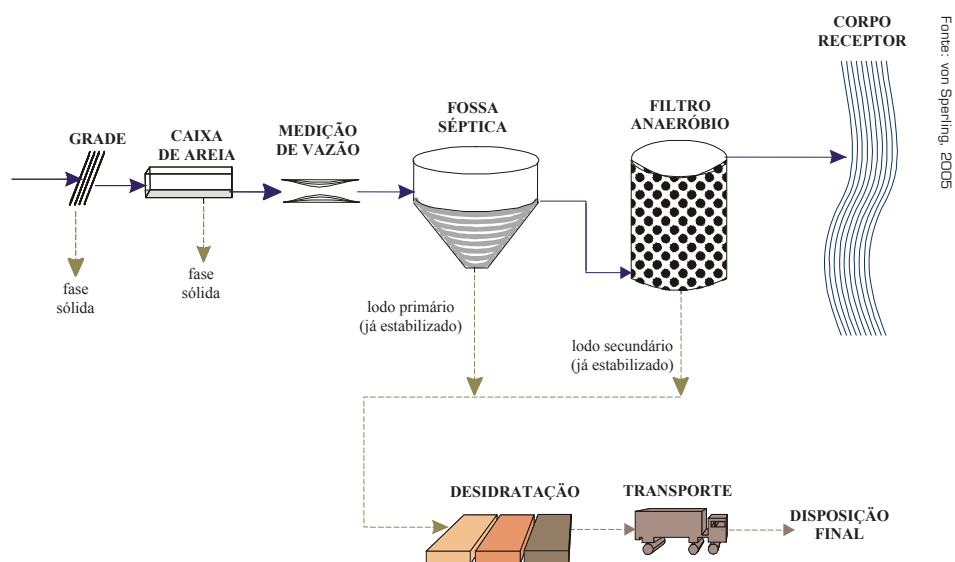 CORPO
RECEPTOR
Fonte: von Sperling, 2005
FOSSA
SÉPTICA
FILTRO
ANAERÓBIO
GRADE
CAIXA
DE AREIA
MEDIÇÃO
DE VAZÃO
fase
sólida
fase
sólida
lodo primário
(já estabilizado)
lodo secundário
(já estabilizado)
DESIDRATAÇÄO
TRANSPORTE
DISPOSIÇÃO
FINAL